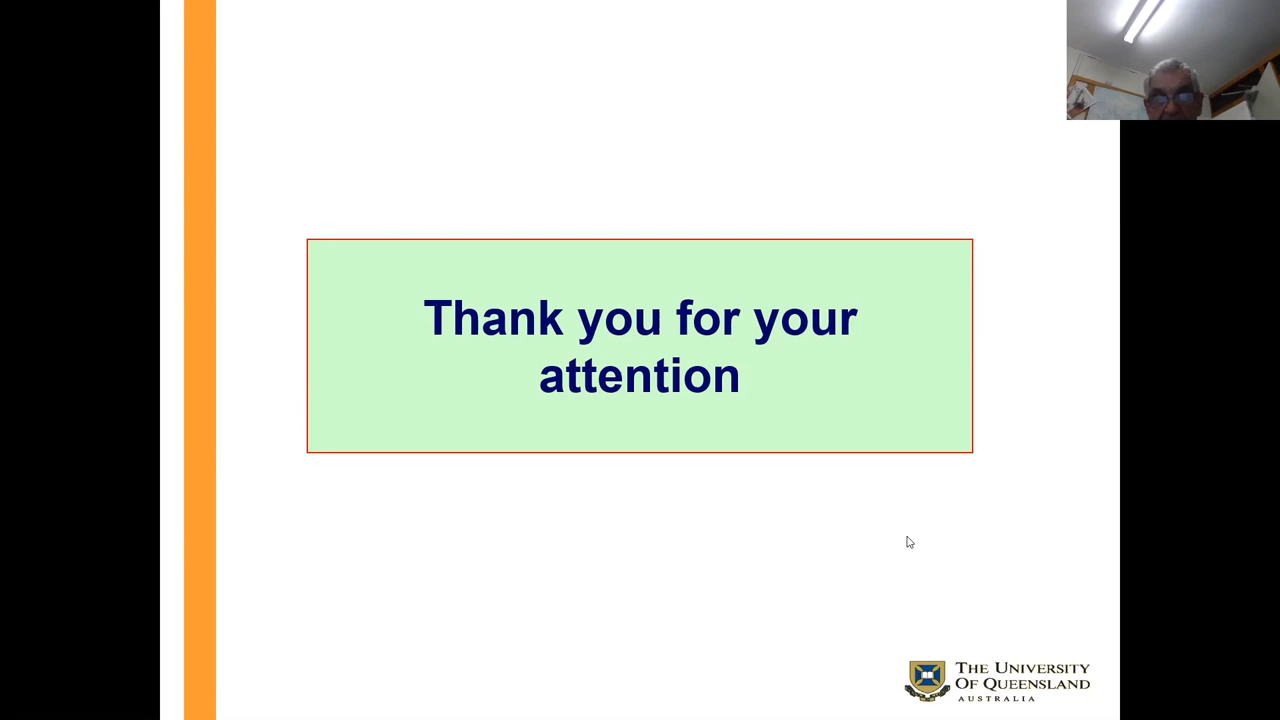 Thank you for your
attention
THE UNIVERSITY
OF QUEENSLAND
AUSTRALIA